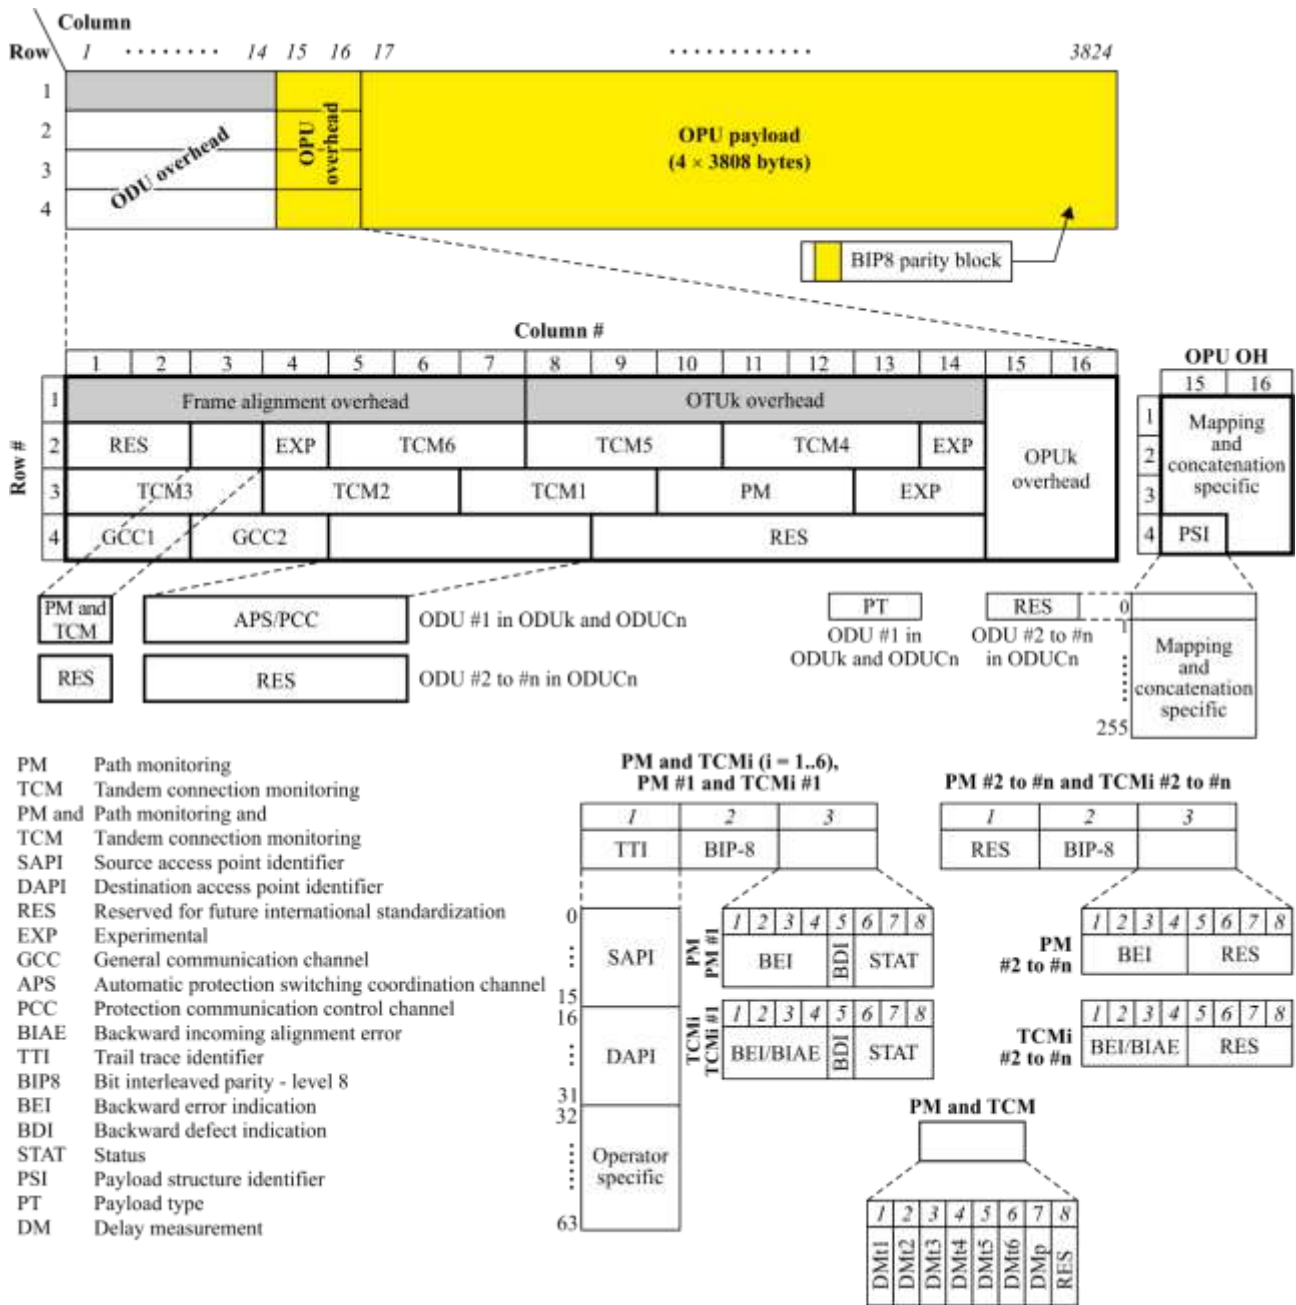 Column
Row 1 ········ 14 15 16 17 ············ 3824
1
2
3
4
ODU overhead
OPU overhead
OPU payload
(4 × 3808 bytes)
BIP8 parity block
Column #
1 2 3 4 5 6 7 8 9 10 11 12 13 14 15 16
Row #
1 Frame alignment overhead OTUk overhead
2 RES EXP TCM6 TCM5 TCM4 EXP
3 TCM3 TCM2 TCM1 PM EXP
4 GCC1 GCC2 RES
OPUk
overhead
OPU OH
15 16
1
2
3
4
Mapping
and
concatenation
specific
PSI
PM and
TCM
APS/PCC
ODU #1 in ODUk and ODUCn
RES
RES
ODU #2 to #n in ODUCn
PT
ODU #1 in
ODUk and ODUCn
RES
ODU #2 to #n
in ODUCn
0
1
255
Mapping
and
concatenation
specific
PM Path monitoring
TCM Tandem connection monitoring
PM and Path monitoring and
TCM Tandem connection monitoring
SAPI Source access point identifier
DAPI Destination access point identifier
RES Reserved for future international standardization
EXP Experimental
GCC General communication channel
APS Automatic protection switching coordination channel
PCC Protection communication control channel
BIAE Backward incoming alignment error
TTI Trail trace identifier
BIP8 Bit interleaved parity - level 8
BEI Backward error indication
BDI Backward defect indication
STAT Status
PSI Payload structure identifier
PT Payload type
DM Delay measurement
PM and TCMi (i = 1..6),
PM #1 and TCMi #1
1 2 3
TTI BIP-8
0
SAPI
15
16
DAPI
31
32
Operator
specific
63
PM
PM #1
1 2 3 4 5 6 7 8
BEI BDI STAT
TCMi
TCMi #1
1 2 3 4 5 6 7 8
BEI/BIAE BDI STAT
PM #2 to #n and TCMi #2 to #n
1 2 3
RES BIP-8
PM
#2 to #n
1 2 3 4 5 6 7 8
BEI RES
TCMi
#2 to #n
1 2 3 4 5 6 7 8
BEI/BIAE RES
PM and TCM
1 2 3 4 5 6 7 8
DMt1 DMt2 DMt3 DMt4 DMt5 DMt6 DMp RES